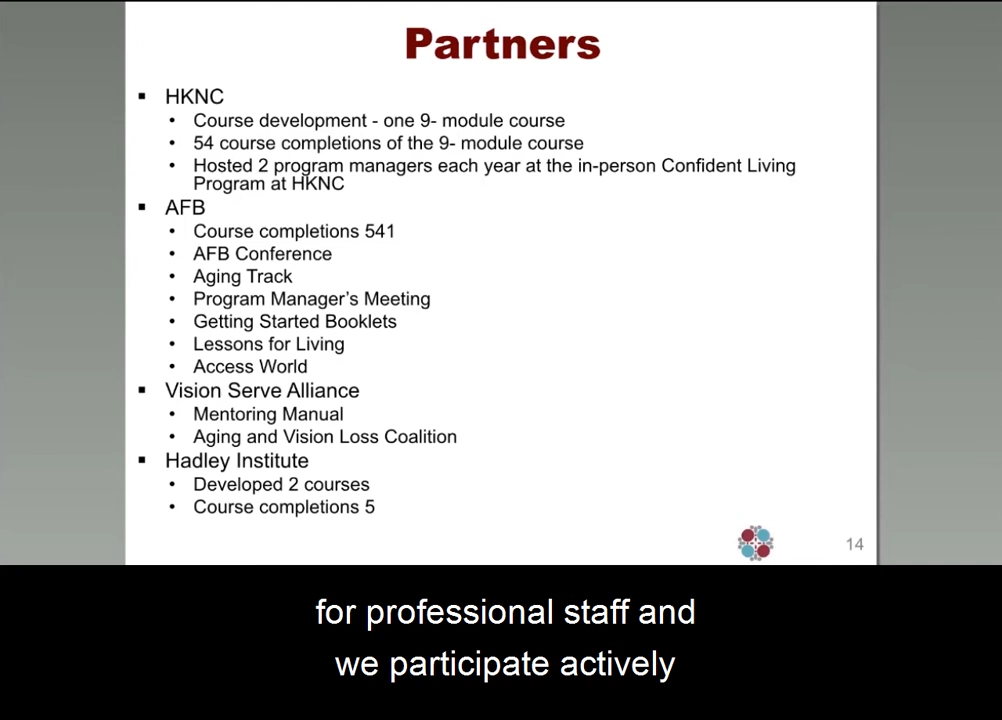 Partners
▪ HKNC
• Course development - one 9- module course
• 54 course completions of the 9- module course
• Hosted 2 program managers each year at the in-person Confident Living
Program at HKNC
▪ AFB
• Course completions 541
• AFB Conference
• Aging Track
• Program Manager's Meeting
• Getting Started Booklets
• Lessons for Living
• Access World
▪ Vision Serve Alliance
• Mentoring Manual
• Aging and Vision Loss Coalition
▪ Hadley Institute
• Developed 2 courses
• Course completions 5
14
for professional staff and
we participate actively